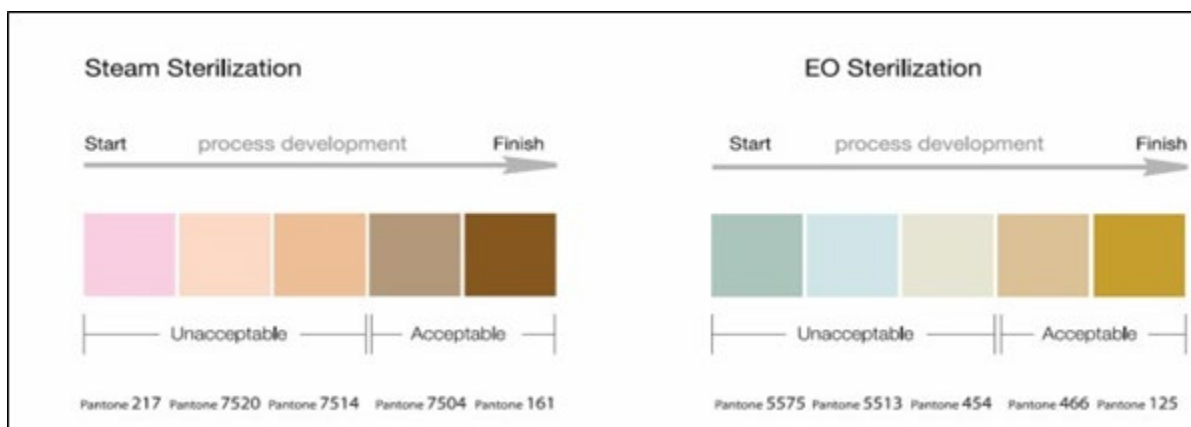 Steam Sterilization
Start process development Finish
Unacceptable Acceptable
Pantone 217 Pantone 7520 Pantone 7514 Pantone 7504 Pantone 161
EO Sterilization
Start process development Finish
Unacceptable Acceptable
Pantone 5575 Pantone 5513 Pantone 454 Pantone 466 Pantone 125